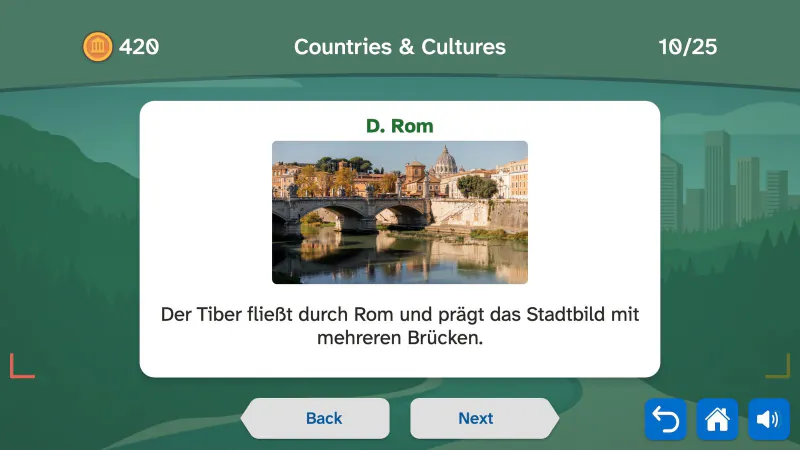 420
Countries & Cultures
10/25
D. Rom
Der Tiber fließt durch Rom und prägt das Stadtbild mit
mehreren Brücken.
Back
Next